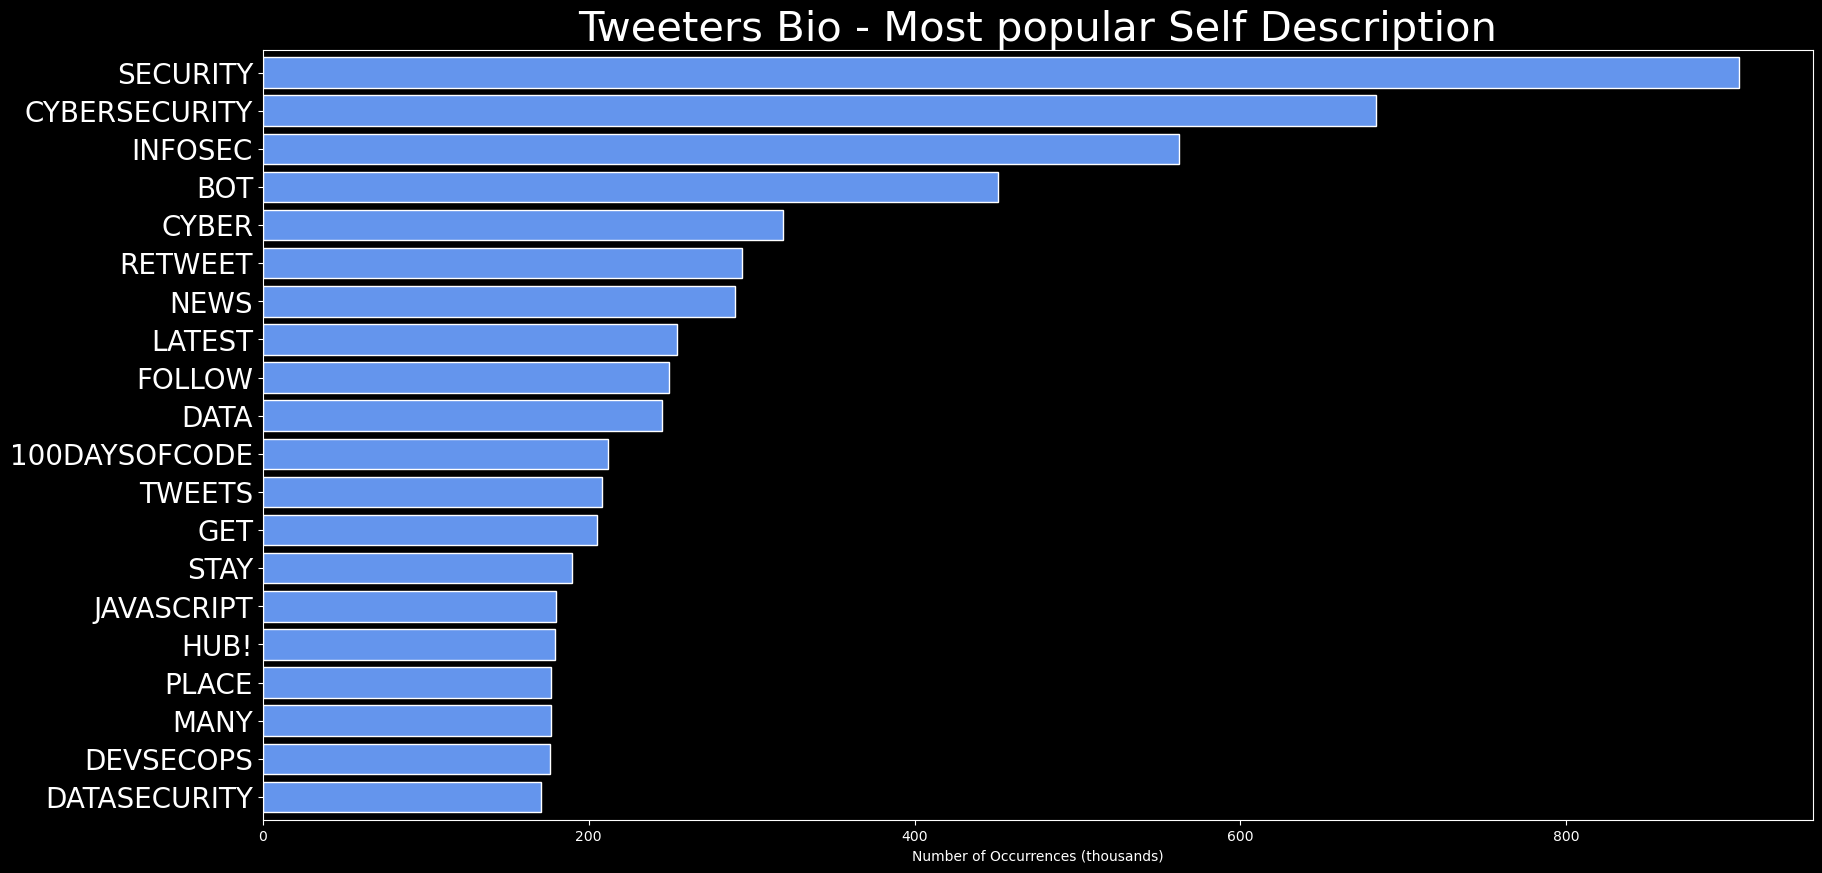 Tweeters Bio - Most popular Self Description
SECURITY
CYBERSECURITY
INFOSEC
BOT
CYBER
RETWEET
NEWS
LATEST
FOLLOW
DATA
100DAYSOFCODE
TWEETS
GET
STAY
JAVASCRIPT
HUB!
PLACE
MANY
DEVSECOPS
DATASECURITY
0 200 400 600 800
Number of Occurrences (thousands)